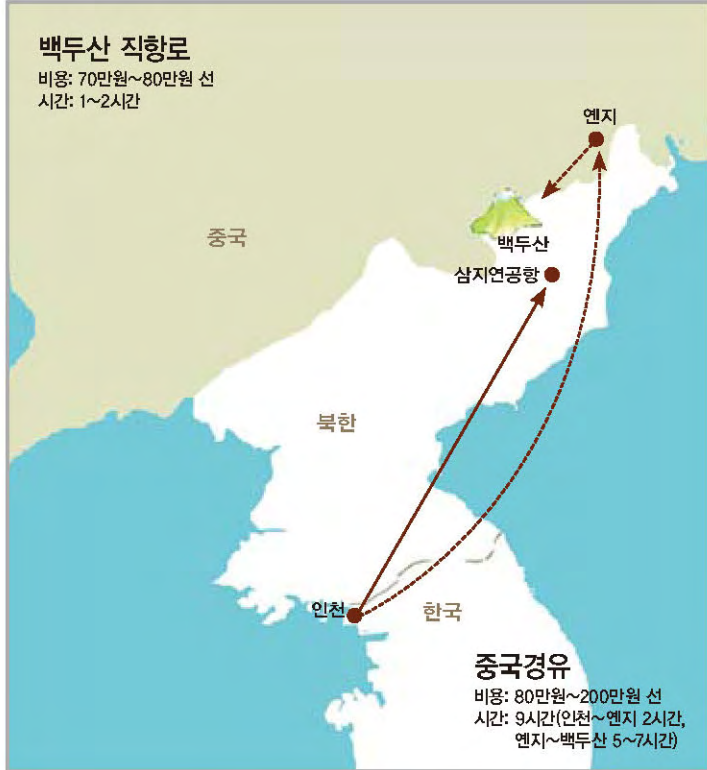 백두산 직항로
비용: 70만원~80만원 선
시간: 1~2시간
옌지
중국
백두산
삼지연공항
북한
인천
한국
중국경유
비용: 80만원~200만원 선
시간: 9시간(인천~옌지 2시간,
옌지~백두산 5~7시간)